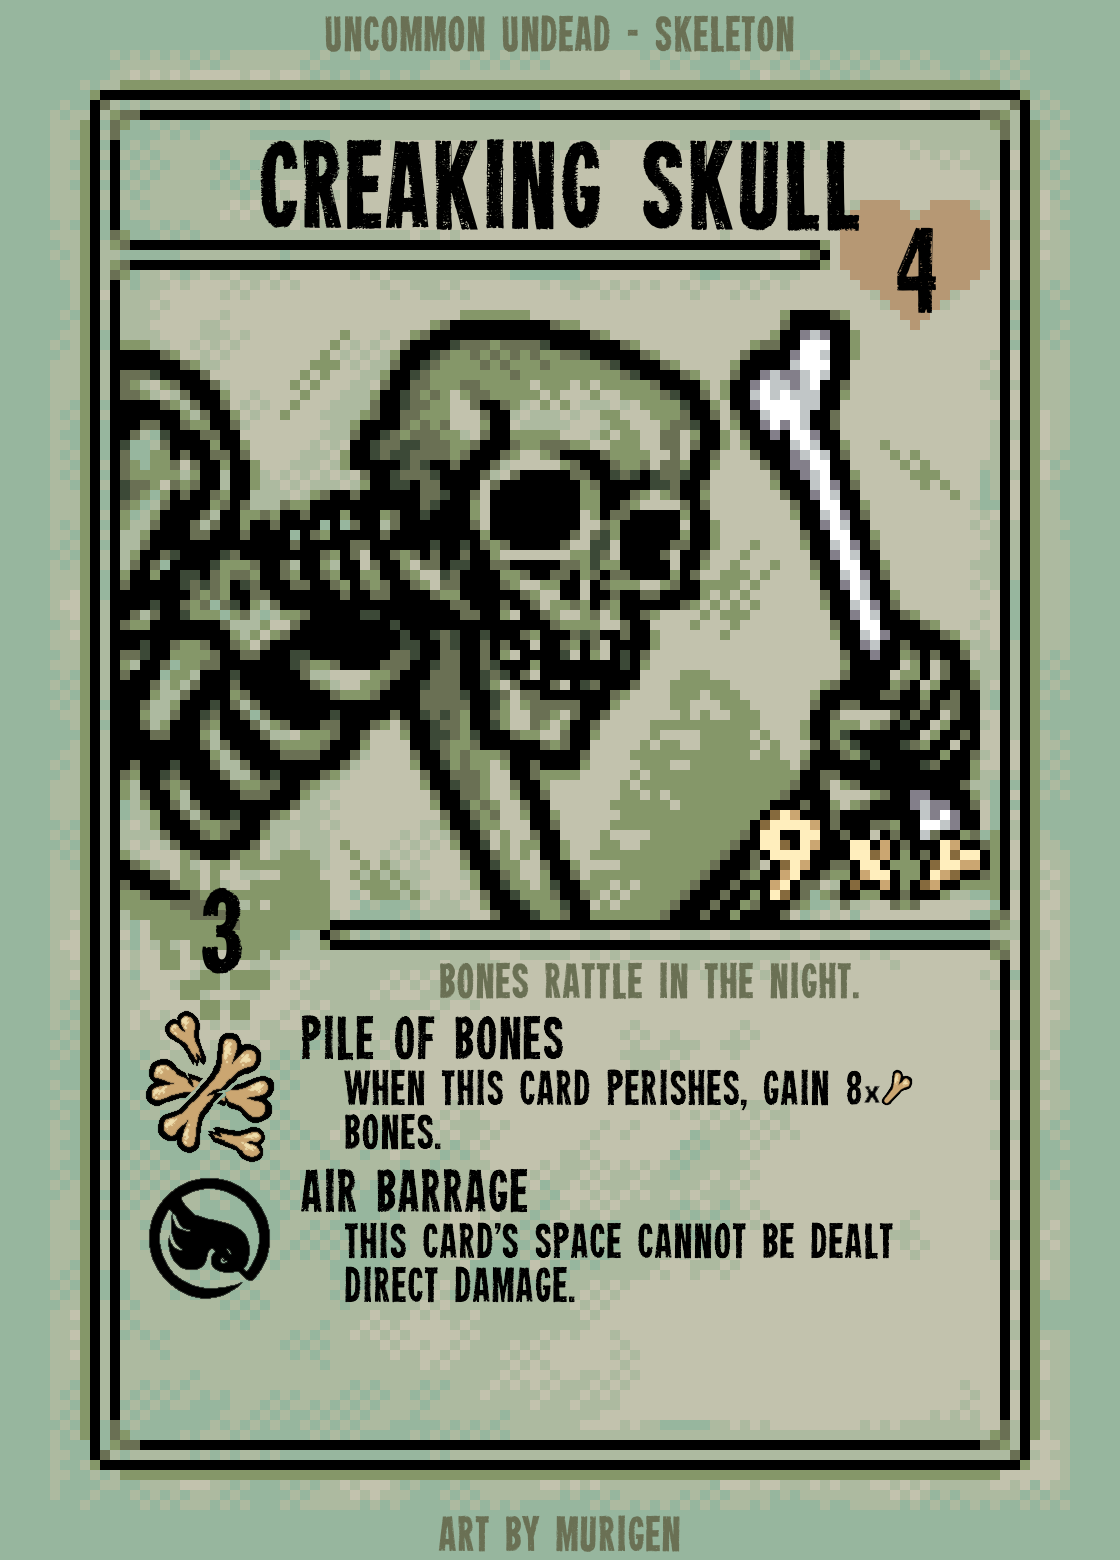 UNCOMMON UNDEAD - SKELETON
CREAKING SKULL
4
9 x
3
BONES RATTLE IN THE NIGHT.
PILE OF BONES
WHEN THIS CARD PERISHES, GAIN 8x
BONES.
AIR BARRAGE
THIS CARD'S SPACE CANNOT BE DEALT
DIRECT DAMAGE.
ART BY MURIGEN